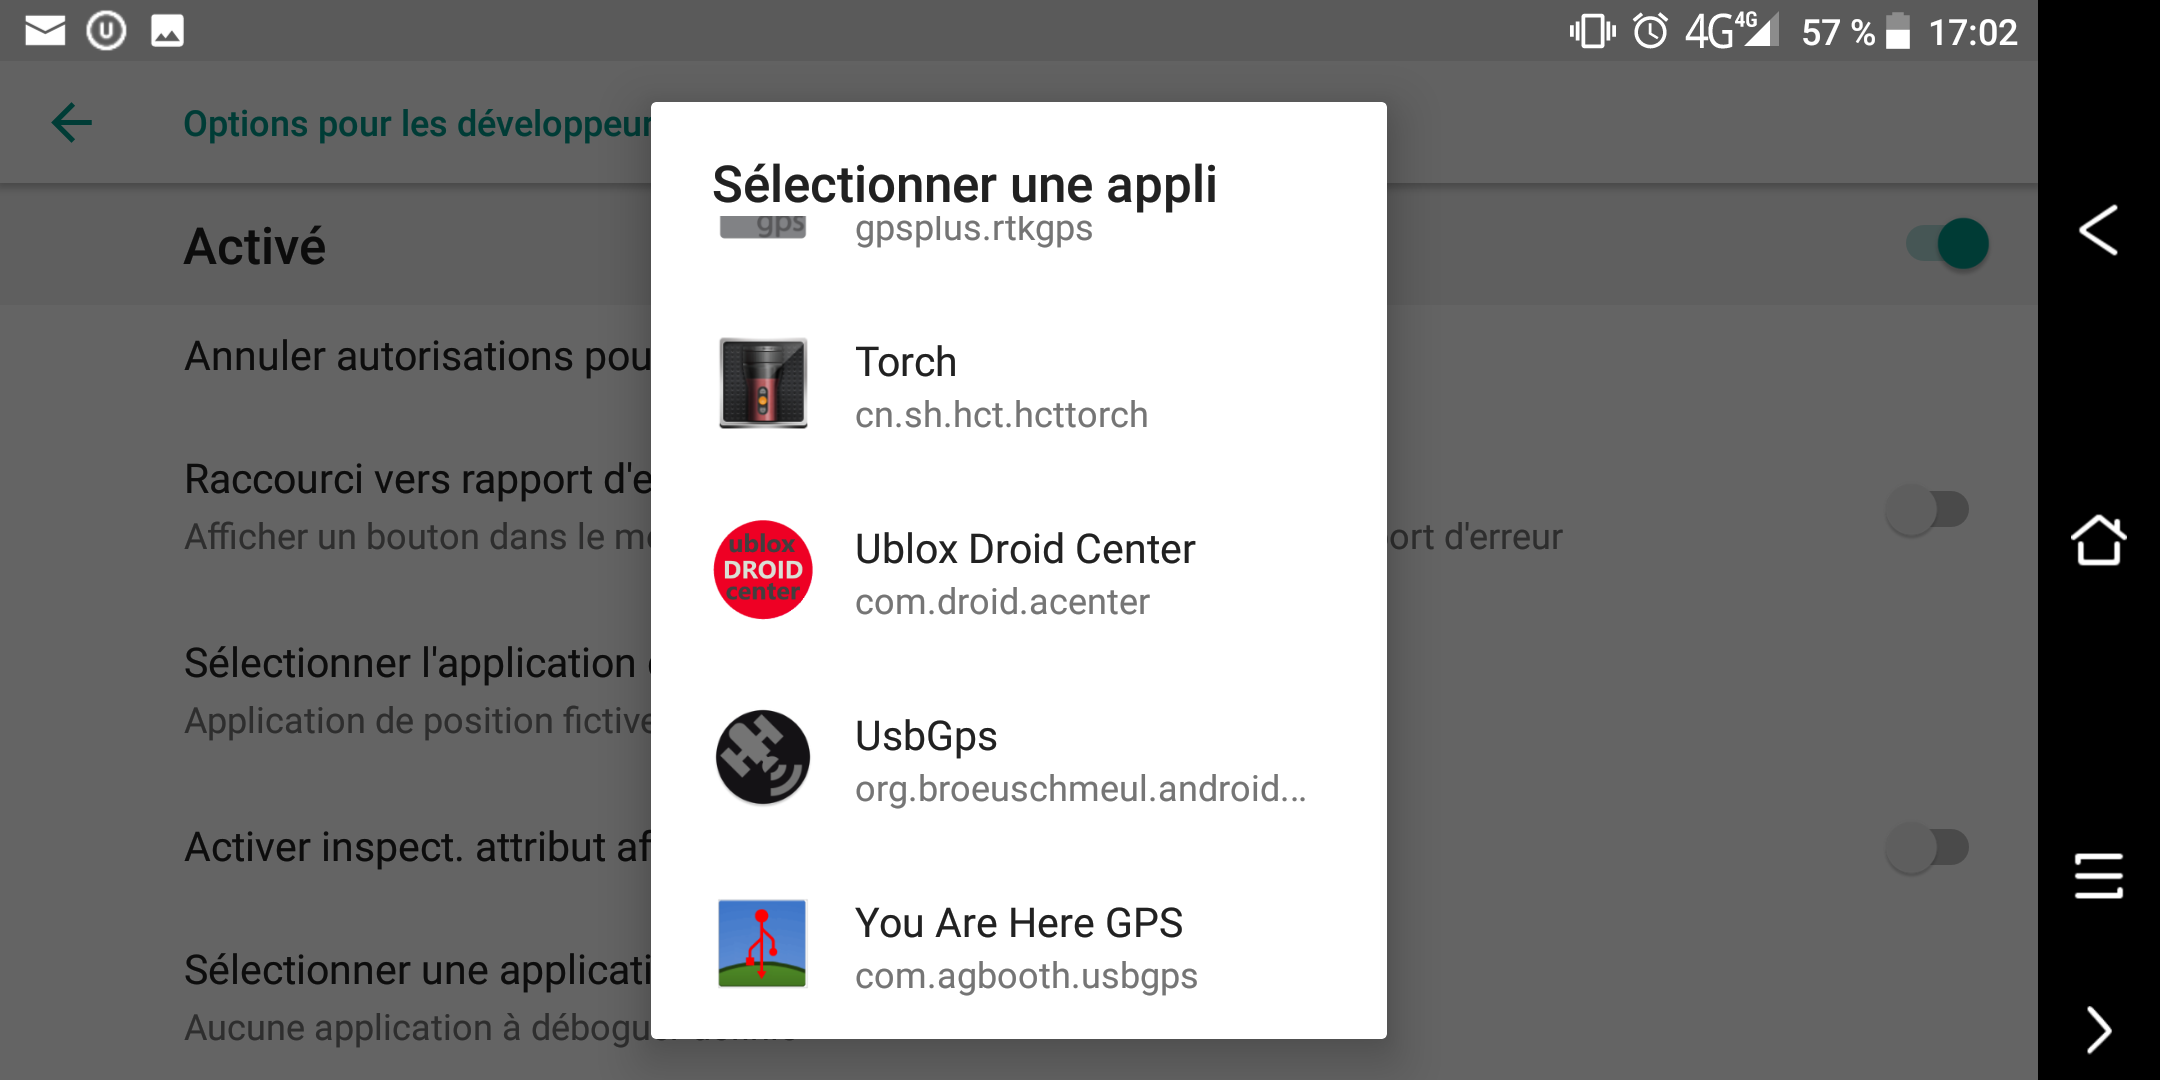 4G 4G 57 % 17:02
Options pour les développeur
Sélectionner une appli
gps
gpsplus.rtkgps
Activé
Torch
cn.sh.hct.hcttorch
Annuler autorisations pou
Raccourci vers rapport d'e
Afficher un bouton dans le m
ort d'erreur
ublox
DROID
center
Ublox Droid Center
com.droid.acenter
Sélectionner l'application
Application de position fictive
UsbGps
org.broeuschmeul.android...
Activer inspect. attribut af
You Are Here GPS
com.agbooth.usbgps
Sélectionner une applicati
Aucune application à débogu